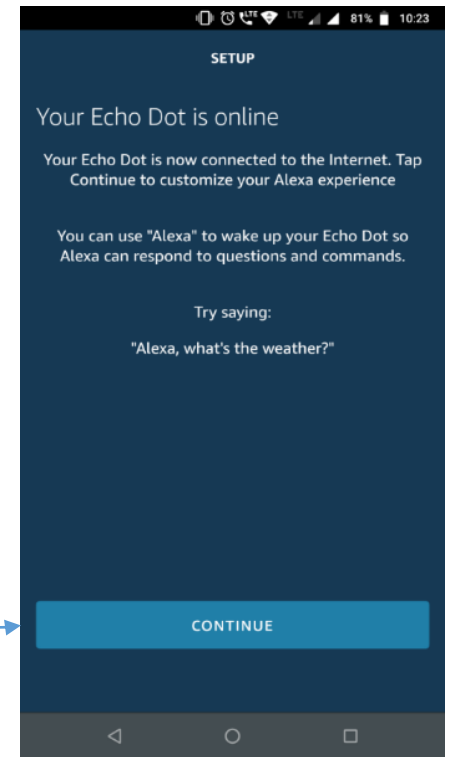 LTE LTE 81% 10:23
SETUP
Your Echo Dot is online
Your Echo Dot is now connected to the Internet. Tap
Continue to customize your Alexa experience
You can use "Alexa" to wake up your Echo Dot so
Alexa can respond to questions and commands.
Try saying:
"Alexa, what's the weather?"
CONTINUE